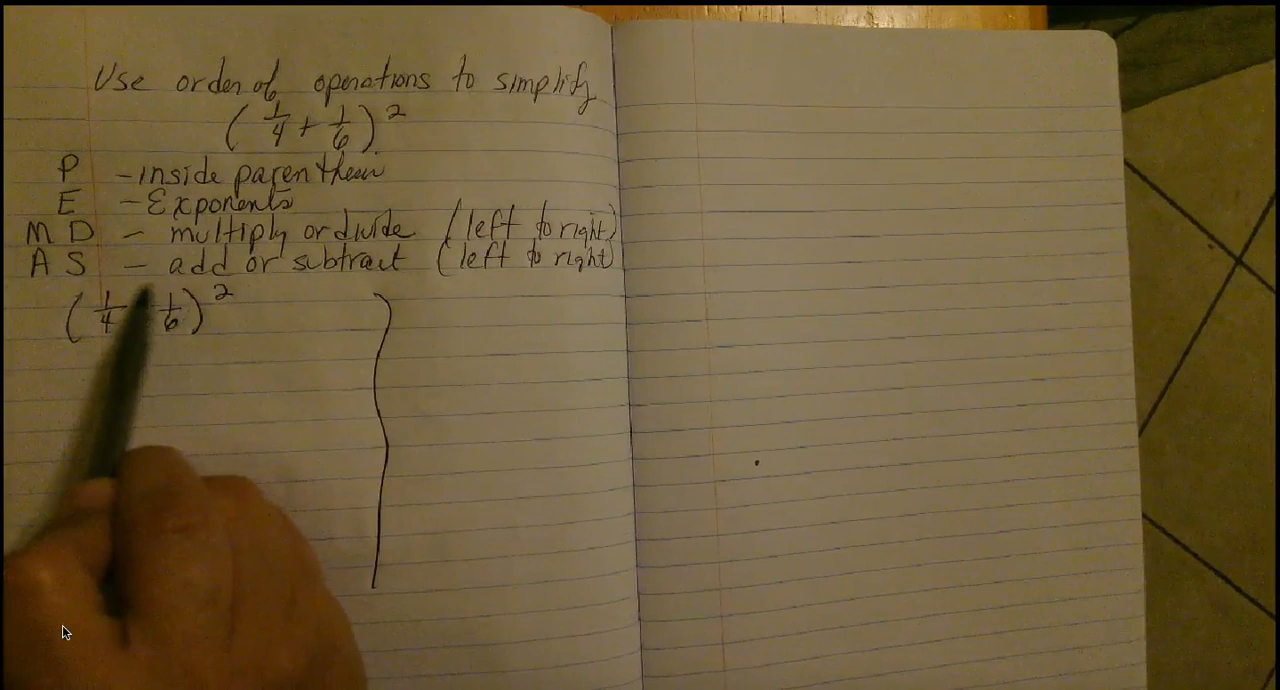 Use order of operations to simplify
( 1/4 + 1/6 )²
P - inside parenthesis
E - Exponents
M D - multiply or divide (left to right)
A S - add or subtract (left to right)
( 1/4 1/6 )²